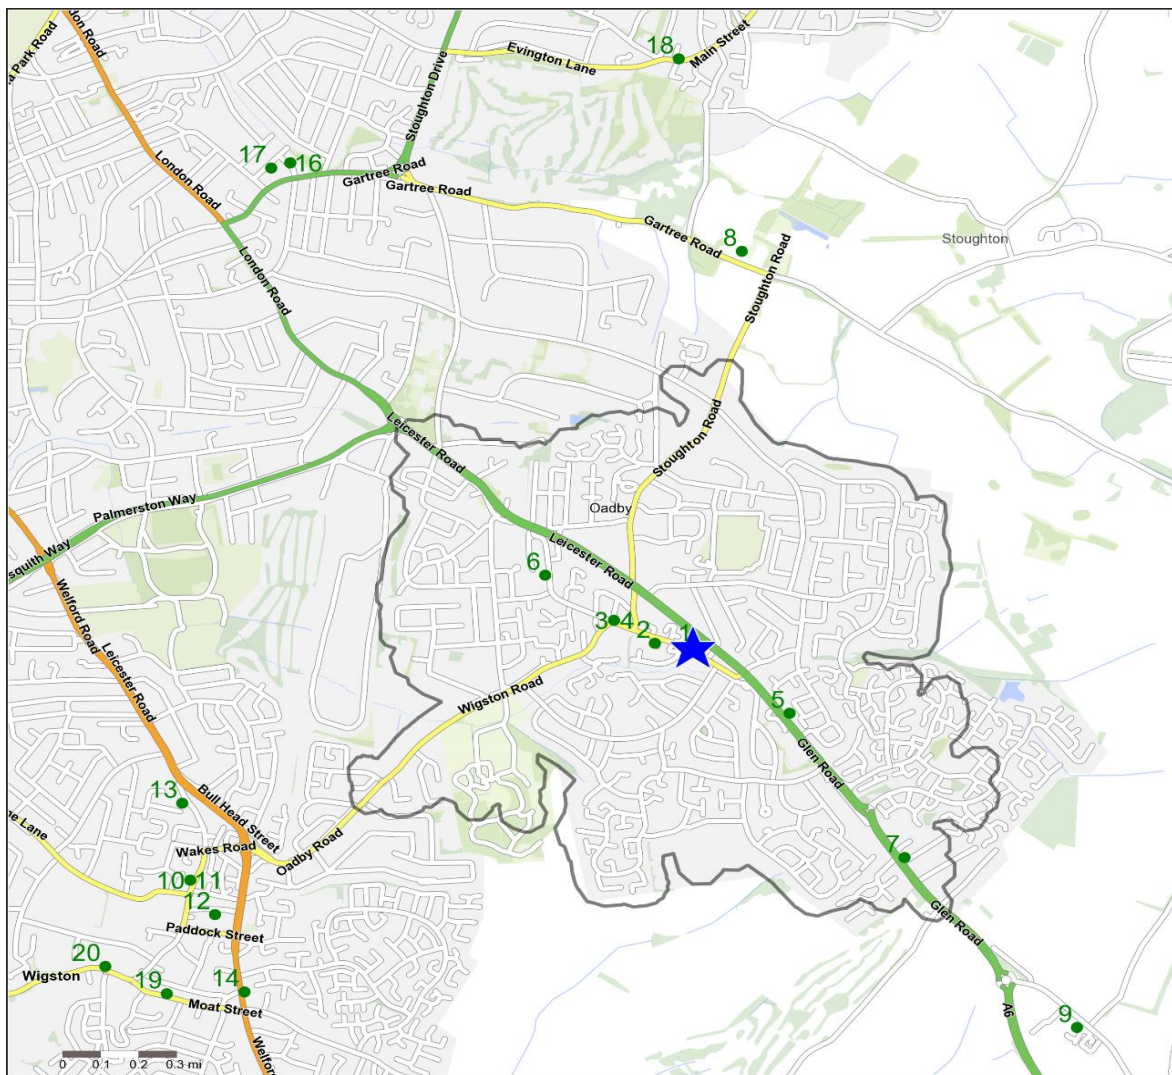 18
Main Street
Evington Lane
Stoughton Drive
Park Road
London Road
17
16
Gartree Road
Gartree Road
Gartree Road
8
Stoughton Road
Stoughton
London Road
Leicester Road
Stoughton Road
Palmerston Way
Oadby
Leicester Road
6
Welford Road
Leicester Road
3 4
2
1
Wigston Road
5
Glen Road
13
Bull Head Street
Wakes Road
Oadby Road
7
10 11
12
Paddock Street
Glen Road
20
Wigston
19
14
Moat Street
A6
9
0 0.1 0.2 0.3 mi